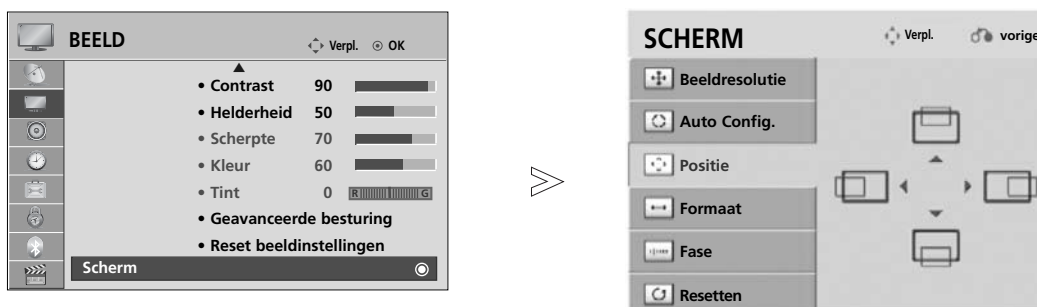 BEELD
Verpl. OK
• Contrast 90
• Helderheid 50
• Scherpte 70
• Kleur 60
• Tint 0 R G
• Geavanceerde besturing
• Reset beeldinstellingen
Scherm
SCHERM
Verpl. vorige
Beeldresolutie
Auto Config.
Positie
Formaat
Fase
Resetten